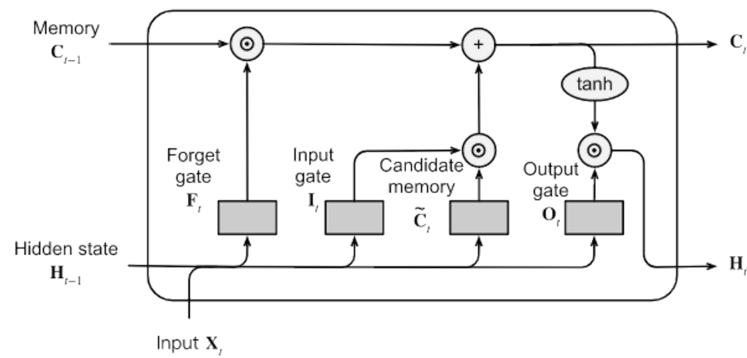 Memory
C_{t-1}
C_t
tanh
Forget
gate
F_t
Input
gate
I_t
Candidate
memory
C̃_t
Output
gate
O_t
Hidden state
H_{t-1}
H_t
Input X_t